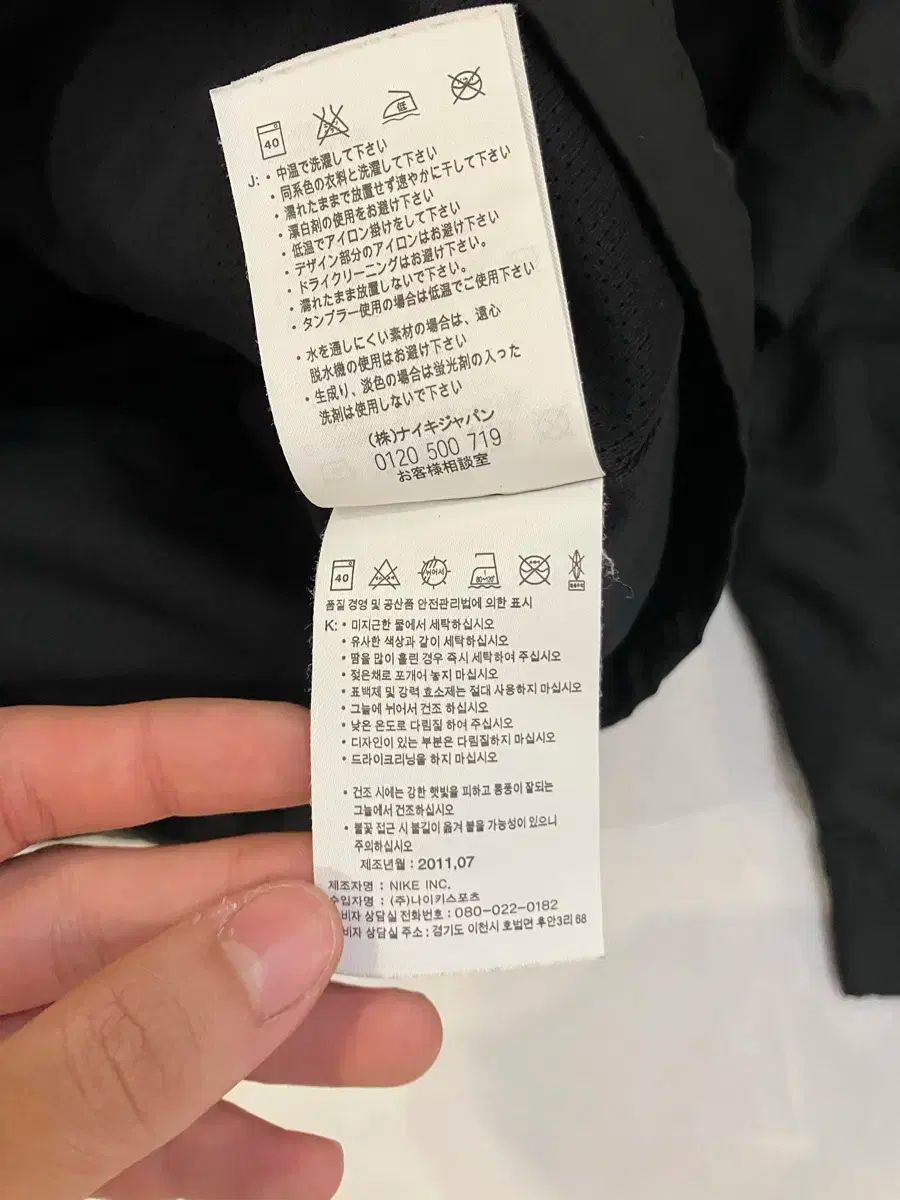 40
低
J: • 中温で洗濯して下さい
• 同系色の衣料と洗濯して下さい
• 濡れたままで放置せず速やかに干して下さい
• 漂白剤の使用をお避け下さい
• 低温でアイロン掛けをして下さい
• デザイン部分のアイロンはお避け下さい
• ドライクリーニングはお避け下さい。
• 濡れたまま放置しないで下さい。
• タンブラー使用の場合は低温でご使用下さい
• 水を通しにくい素材の場合は、遠心
脱水機の使用はお避け下さい
• 生成り、淡色の場合は蛍光剤の入った
洗剤は使用しないで下さい
(株)ナイキジャパン
0120 500 719
お客様相談室
40
뉘어서
80~120
품질 경영 및 공산품 안전관리법에 의한 표시
K: • 미지근한 물에서 세탁하십시오
• 유사한 색상과 같이 세탁하십시오
• 땀을 많이 흘린 경우 즉시 세탁하여 주십시오
• 젖은채로 포개어 놓지 마십시오
• 표백제 및 강력 효소제는 절대 사용하지 마십시오
• 그늘에 뉘어서 건조 하십시오
• 낮은 온도로 다림질 하여 주십시오
• 디자인이 있는 부분은 다림질하지 마십시오
• 드라이크리닝을 하지 마십시오
• 건조 시에는 강한 햇빛을 피하고 통풍이 잘되는
그늘에서 건조하십시오
• 불꽃 접근 시 불길이 옮겨 붙을 가능성이 있으니
주의하십시오
제조년월 : 2011,07
제조자명 : NIKE INC.
수입자명 : (주)나이키스포츠
비자 상담실 전화번호 : 080-022-0182
비자 상담실 주소 : 경기도 이천시 호법면 후안3리 68